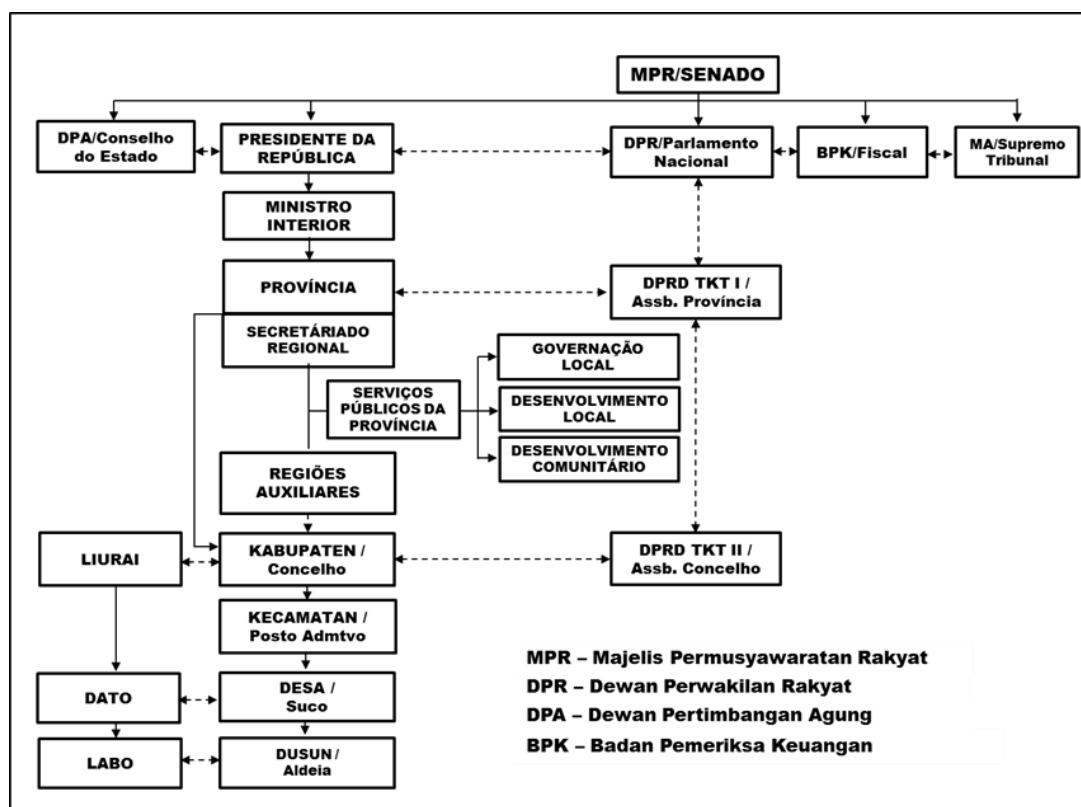 MPR/SENADO
DPA/Conselho
do Estado
PRESIDENTE DA
REPÚBLICA
DPR/Parlamento
Nacional
BPK/Fiscal
MA/Supremo
Tribunal
MINISTRO
INTERIOR
PROVÍNCIA
DPRD TKT I /
Assb. Província
SECRETÁRIADO
REGIONAL
GOVERNAÇÃO
LOCAL
SERVIÇOS
PÚBLICOS DA
PROVÍNCIA
DESENVOLVIMENTO
LOCAL
DESENVOLVIMENTO
COMUNITÁRIO
REGIÕES
AUXILIARES
LIURAI
KABUPATEN /
Concelho
DPRD TKT II /
Assb. Concelho
KECAMATAN /
Posto Admtvo
DATO
DESA /
Suco
LABO
DUSUN /
Aldeia
MPR – Majelis Permusyawaratan Rakyat
DPR – Dewan Perwakilan Rakyat
DPA – Dewan Pertimbangan Agung
BPK – Badan Pemeriksa Keuangan